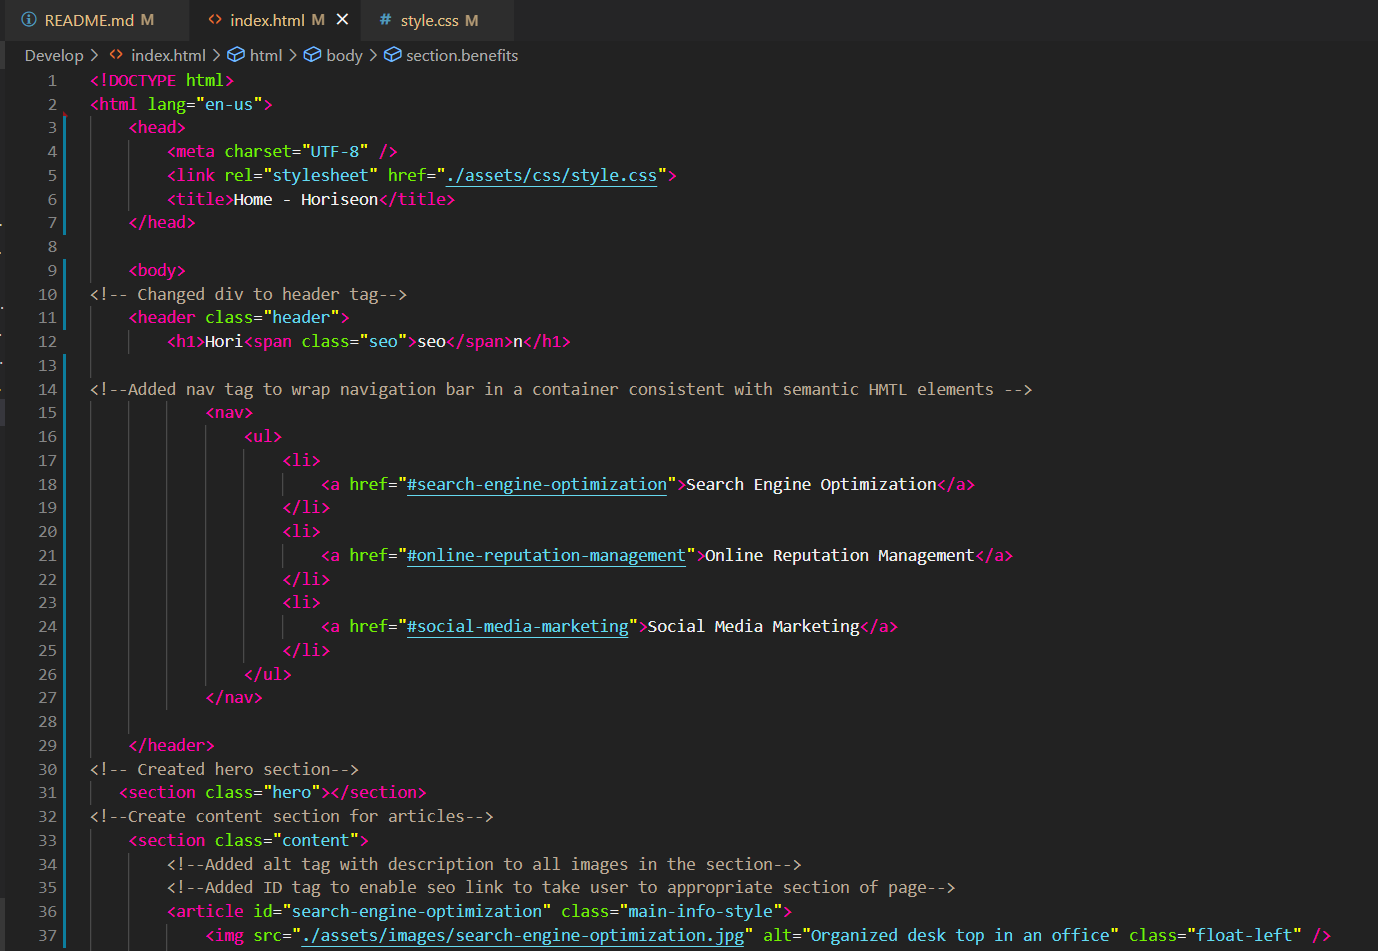 README.md M index.html M style.css M
Develop > index.html > html > body > section.benefits
1 <!DOCTYPE html>
2 <html lang="en-us">
3 <head>
4 <meta charset="UTF-8" />
5 <link rel="stylesheet" href="./assets/css/style.css">
6 <title>Home - Horiseon</title>
7 </head>
8
9 <body>
10 <!-- Changed div to header tag-->
11 <header class="header">
12 <h1>Hori<span class="seo">seo</span>n</h1>
13
14 <!--Added nav tag to wrap navigation bar in a container consistent with semantic HMTL elements -->
15 <nav>
16 <ul>
17 <li>
18 <a href="#search-engine-optimization">Search Engine Optimization</a>
19 </li>
20 <li>
21 <a href="#online-reputation-management">Online Reputation Management</a>
22 </li>
23 <li>
24 <a href="#social-media-marketing">Social Media Marketing</a>
25 </li>
26 </ul>
27 </nav>
28
29 </header>
30 <!-- Created hero section-->
31 <section class="hero"></section>
32 <!--Create content section for articles-->
33 <section class="content">
34 <!--Added alt tag with description to all images in the section-->
35 <!--Added ID tag to enable seo link to take user to appropriate section of page-->
36 <article id="search-engine-optimization" class="main-info-style">
37 <img src="./assets/images/search-engine-optimization.jpg" alt="Organized desk top in an office" class="float-left" />